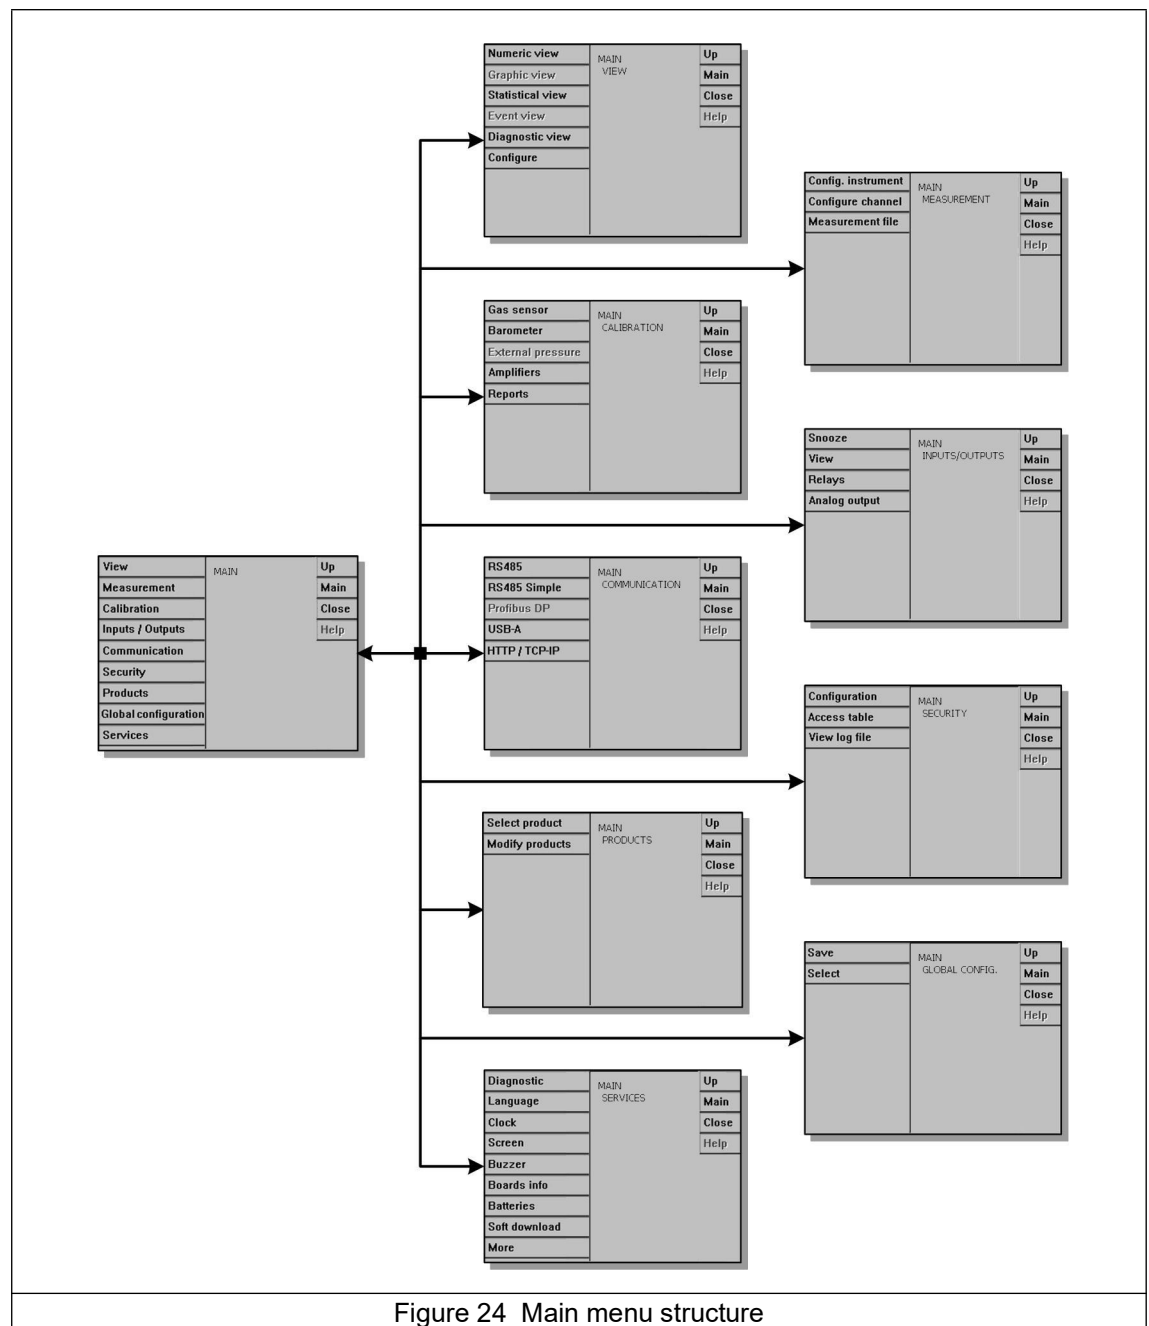 Numeric view
Graphic view
Statistical view
Event view
Diagnostic view
Configure
MAIN
VIEW
Up
Main
Close
Help
Config. instrument
Configure channel
Measurement file
MAIN
MEASUREMENT
Up
Main
Close
Help
Gas sensor
Barometer
External pressure
Amplifiers
Reports
MAIN
CALIBRATION
Up
Main
Close
Help
Snooze
View
Relays
Analog output
MAIN
INPUTS/OUTPUTS
Up
Main
Close
Help
View
Measurement
Calibration
Inputs / Outputs
Communication
Security
Products
Global configuration
Services
MAIN
Up
Main
Close
Help
RS485
RS485 Simple
Profibus DP
USB-A
HTTP / TCP-IP
MAIN
COMMUNICATION
Up
Main
Close
Help
Configuration
Access table
View log file
MAIN
SECURITY
Up
Main
Close
Help
Select product
Modify products
MAIN
PRODUCTS
Up
Main
Close
Help
Save
Select
MAIN
GLOBAL CONFIG.
Up
Main
Close
Help
Diagnostic
Language
Clock
Screen
Buzzer
Boards info
Batteries
Soft download
More
MAIN
SERVICES
Up
Main
Close
Help
Figure 24 Main menu structure